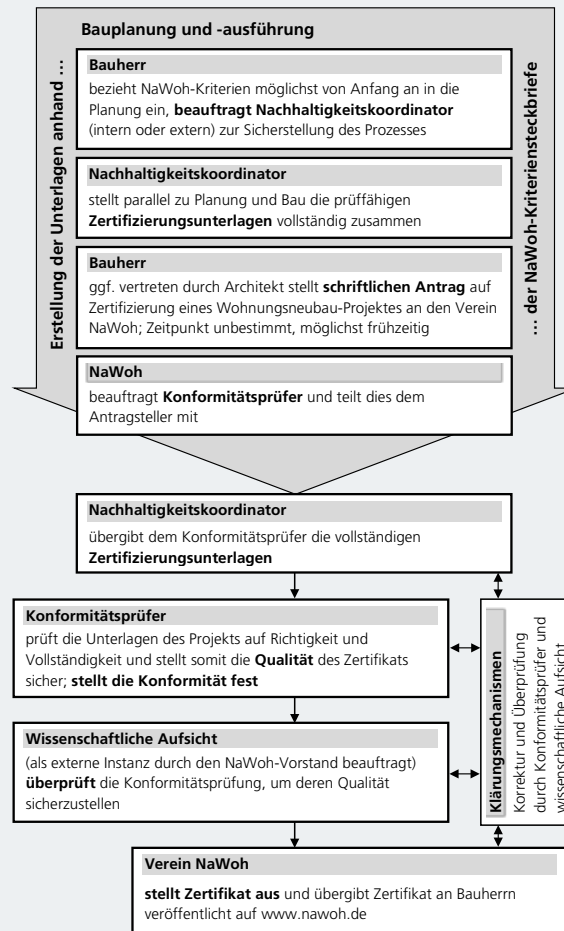 Bauplanung und -ausführung
Erstellung der Unterlagen anhand ...
... der NaWoh-Kriteriensteckbriefe
Bauherr
bezieht NaWoh-Kriterien möglichst von Anfang an in die
Planung ein, beauftragt Nachhaltigkeitskoordinator
(intern oder extern) zur Sicherstellung des Prozesses
Nachhaltigkeitskoordinator
stellt parallel zu Planung und Bau die prüffähigen
Zertifizierungsunterlagen vollständig zusammen
Bauherr
ggf. vertreten durch Architekt stellt schriftlichen Antrag auf
Zertifizierung eines Wohnungsneubau-Projektes an den Verein
NaWoh; Zeitpunkt unbestimmt, möglichst frühzeitig
NaWoh
beauftragt Konformitätsprüfer und teilt dies dem
Antragsteller mit
Nachhaltigkeitskoordinator
übergibt dem Konformitätsprüfer die vollständigen
Zertifizierungsunterlagen
Konformitätsprüfer
prüft die Unterlagen des Projekts auf Richtigkeit und
Vollständigkeit und stellt somit die Qualität des Zertifikats
sicher; stellt die Konformität fest
Wissenschaftliche Aufsicht
(als externe Instanz durch den NaWoh-Vorstand beauftragt)
überprüft die Konformitätsprüfung, um deren Qualität
sicherzustellen
Klärungsmechanismen
Korrektur und Überprüfung
durch Konformitätsprüfer und
wissenschaftliche Aufsicht
Verein NaWoh
stellt Zertifikat aus und übergibt Zertifikat an Bauherrn
veröffentlicht auf www.nawoh.de